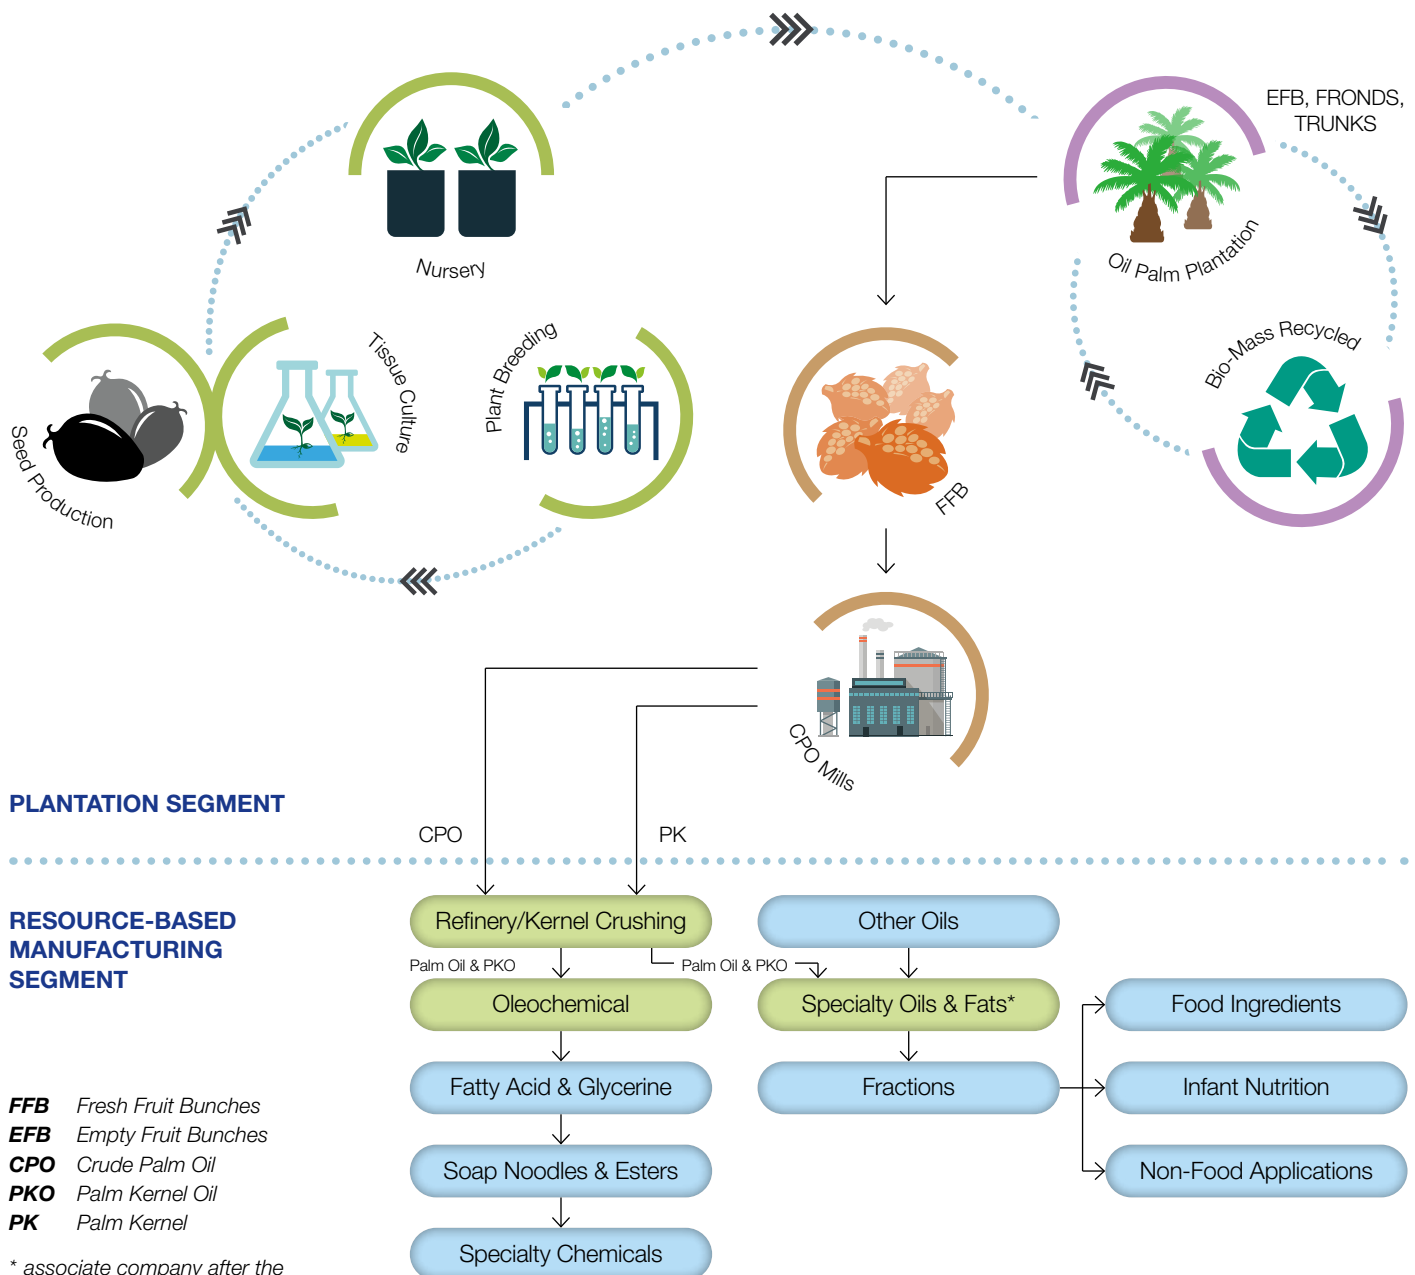 EFB, FRONDS,
TRUNKS
Nursery
Oil Palm Plantation
Seed Production
Tissue Culture
Plant Breeding
FFB
Bio-Mass Recycled
CPO Mills
PLANTATION SEGMENT
CPO
PK
RESOURCE-BASED
MANUFACTURING
SEGMENT
Refinery/Kernel Crushing
Other Oils
Palm Oil & PKO
Palm Oil & PKO
Oleochemical
Specialty Oils & Fats*
Food Ingredients
Fatty Acid & Glycerine
Fractions
Infant Nutrition
Soap Noodles & Esters
Non-Food Applications
Specialty Chemicals
FFB Fresh Fruit Bunches
EFB Empty Fruit Bunches
CPO Crude Palm Oil
PKO Palm Kernel Oil
PK Palm Kernel
* associate company after the